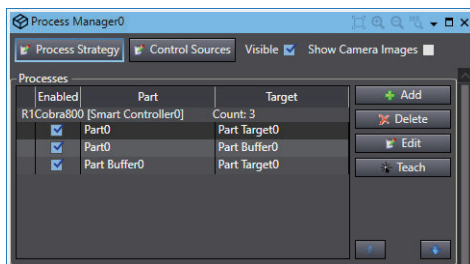 Process Manager0
Process Strategy Control Sources Visible Show Camera Images
Processes
Enabled Part Target
R1Cobra800 [Smart Controller0] Count: 3
Part0 Part Target0
Part0 Part Buffer0
Part Buffer0 Part Target0
Add
Delete
Edit
Teach